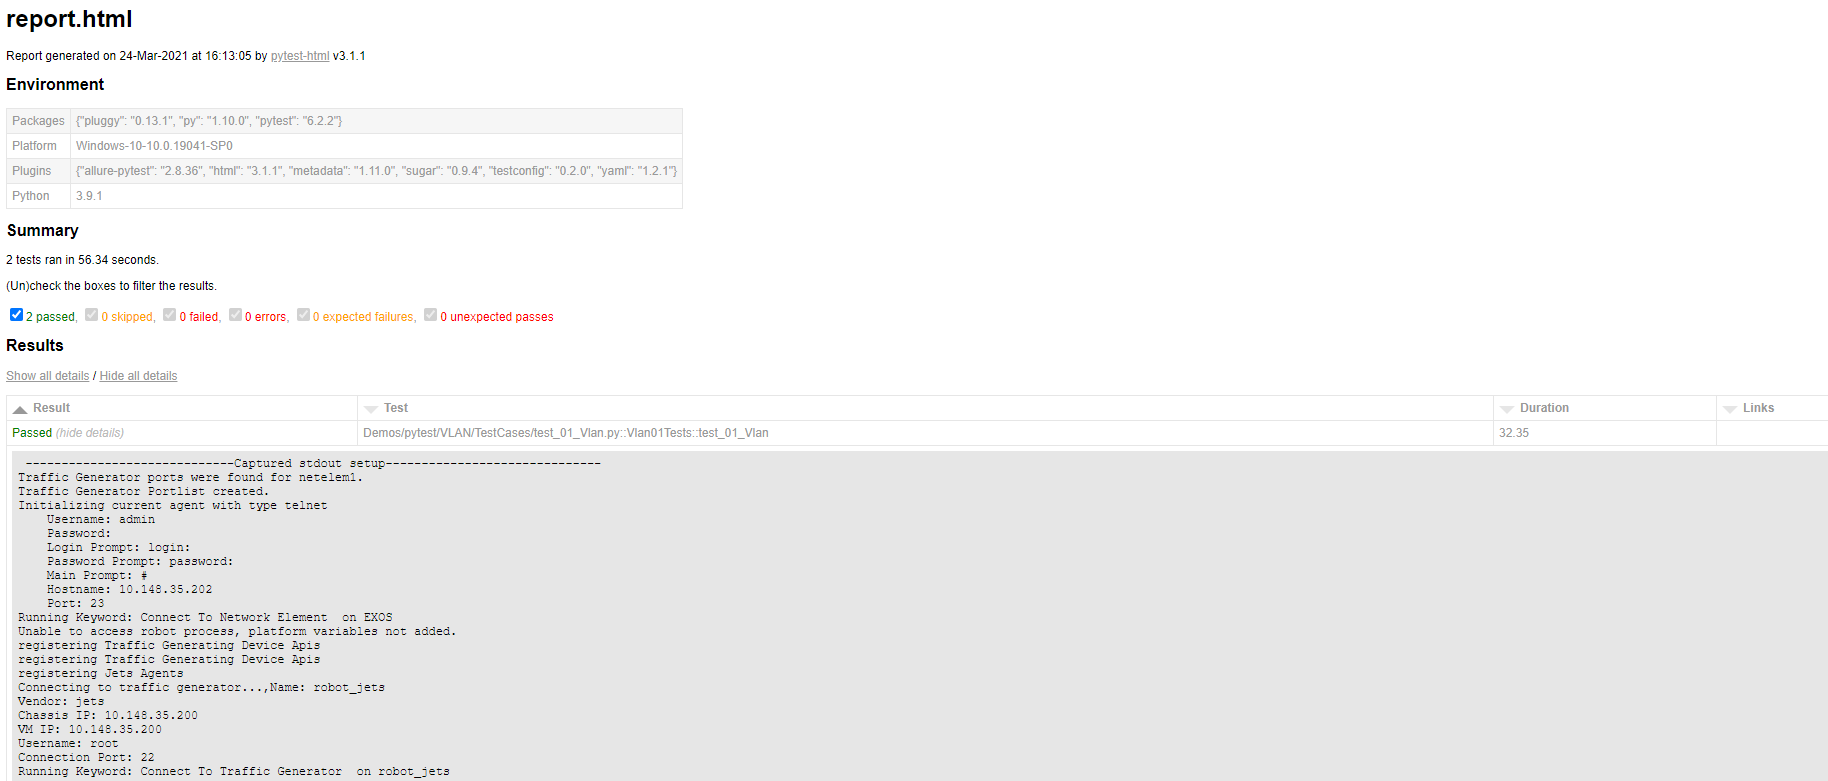 report.html
Report generated on 24-Mar-2021 at 16:13:05 by pytest-html v3.1.1
Environment
Packages {"pluggy": "0.13.1", "py": "1.10.0", "pytest": "6.2.2"}
Platform Windows-10-10.0.19041-SP0
Plugins {"allure-pytest": "2.8.36", "html": "3.1.1", "metadata": "1.11.0", "sugar": "0.9.4", "testconfig": "0.2.0", "yaml": "1.2.1"}
Python 3.9.1
Summary
2 tests ran in 56.34 seconds.
(Un)check the boxes to filter the results.
2 passed, 0 skipped, 0 failed, 0 errors, 0 expected failures, 0 unexpected passes
Results
Show all details / Hide all details
Result Test Duration Links
Passed (hide details) Demos/pytest/VLAN/TestCases/test_01_Vlan.py::Vlan01Tests::test_01_Vlan 32.35
-----------------------------Captured stdout setup------------------------------
Traffic Generator ports were found for netelem1.
Traffic Generator Portlist created.
Initializing current agent with type telnet
Username: admin
Password:
Login Prompt: login:
Password Prompt: password:
Main Prompt: #
Hostname: 10.148.35.202
Port: 23
Running Keyword: Connect To Network Element  on EXOS
Unable to access robot process, platform variables not added.
registering Traffic Generating Device Apis
registering Traffic Generating Device Apis
registering Jets Agents
Connecting to traffic generator...,Name: robot_jets
Vendor: jets
Chassis IP: 10.148.35.200
VM IP: 10.148.35.200
Username: root
Connection Port: 22
Running Keyword: Connect To Traffic Generator  on robot_jets